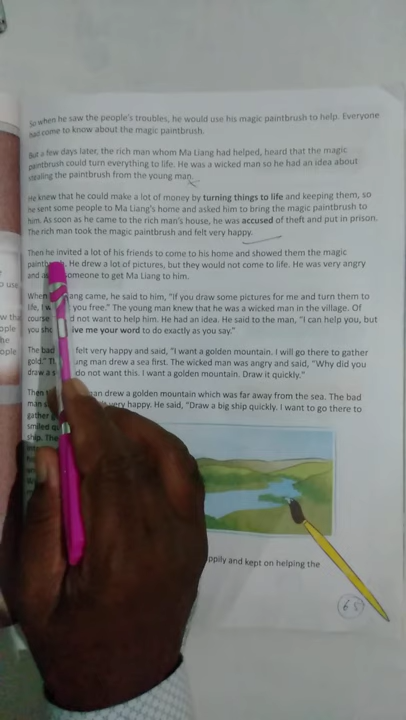 So when he saw the people's troubles, he would use his magic paintbrush to help. Everyone
had come to know about the magic paintbrush.
But a few days later, the rich man whom Ma Liang had helped, heard that the magic
paintbrush could turn everything to life. He was a wicked man so he had an idea about
stealing the paintbrush from the young man.
He knew that he could make a lot of money by turning things to life and keeping them, so
he sent some people to Ma Liang's home and asked him to bring the magic paintbrush to
him. As soon as he came to the rich man's house, he was accused of theft and put in prison.
The rich man took the magic paintbrush and felt very happy.
Then he invited a lot of his friends to come to his home and showed them the magic
He drew a lot of pictures, but they would not come to life. He was very angry
and someone to get Ma Liang to him.
When ang came, he said to him, "If you draw some pictures for me and turn them to
life, I you free." The young man knew that he was a wicked man in the village. Of
course d not want to help him. He had an idea. He said to the man, "I can help you, but
you ive me your word to do exactly as you say."
The bad felt very happy and said, "I want a golden mountain. I will go there to gather
gold." ung man drew a sea first. The wicked man was angry and said, "Why did you
draw a do not want this. I want a golden mountain. Draw it quickly."
Then an drew a golden mountain which was far away from the sea. The bad
man very happy. He said, "Draw a big ship quickly. I want to go there to
gather
smiled
ship. The
ppily and kept on helping the
65